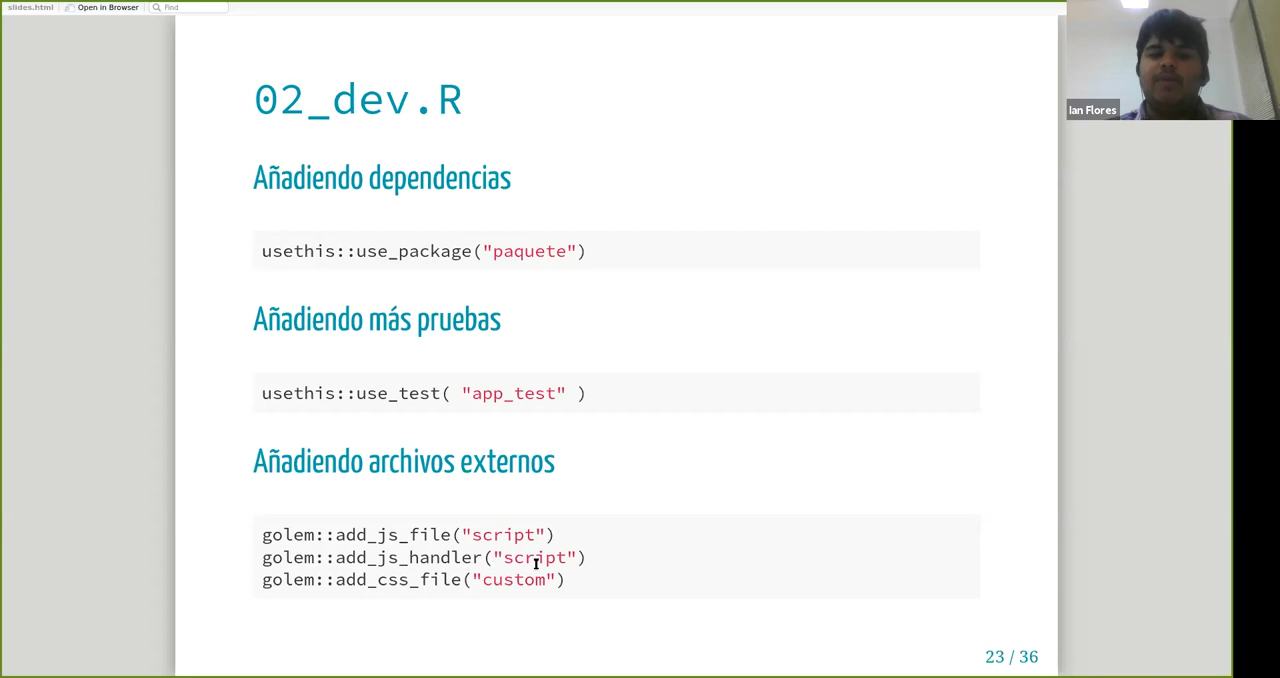 slides.html Open in Browser Find
Ian Flores
02_dev.R
Añadiendo dependencias
usethis::use_package("paquete")
Añadiendo más pruebas
usethis::use_test( "app_test" )
Añadiendo archivos externos
golem::add_js_file("script")
golem::add_js_handler("script")
golem::add_css_file("custom")
23 / 36